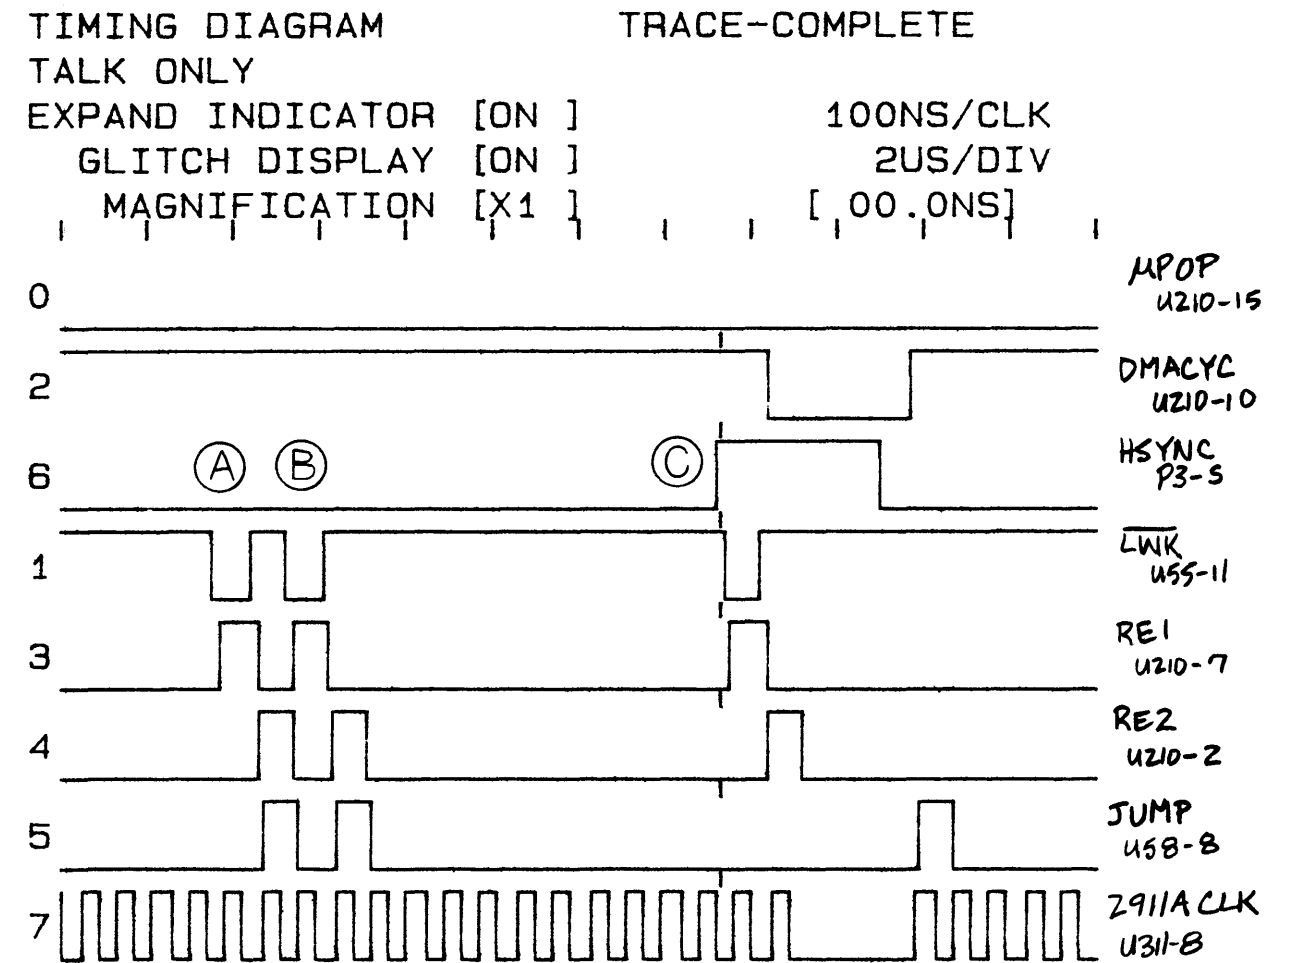 TIMING DIAGRAM TRACE-COMPLETE
TALK ONLY
EXPAND INDICATOR [ON ] 100NS/CLK
GLITCH DISPLAY [ON ] 2US/DIV
MAGNIFICATION [X1 ] [ 00.0NS]
0 μPOP
U210-15
2 DMACYC
U210-10
6 A B C HSYNC
P3-5
1 L̅W̅K̅
U55-11
3 RE1
U210-7
4 RE2
U210-2
5 JUMP
U58-8
7 2911A CLK
U311-8